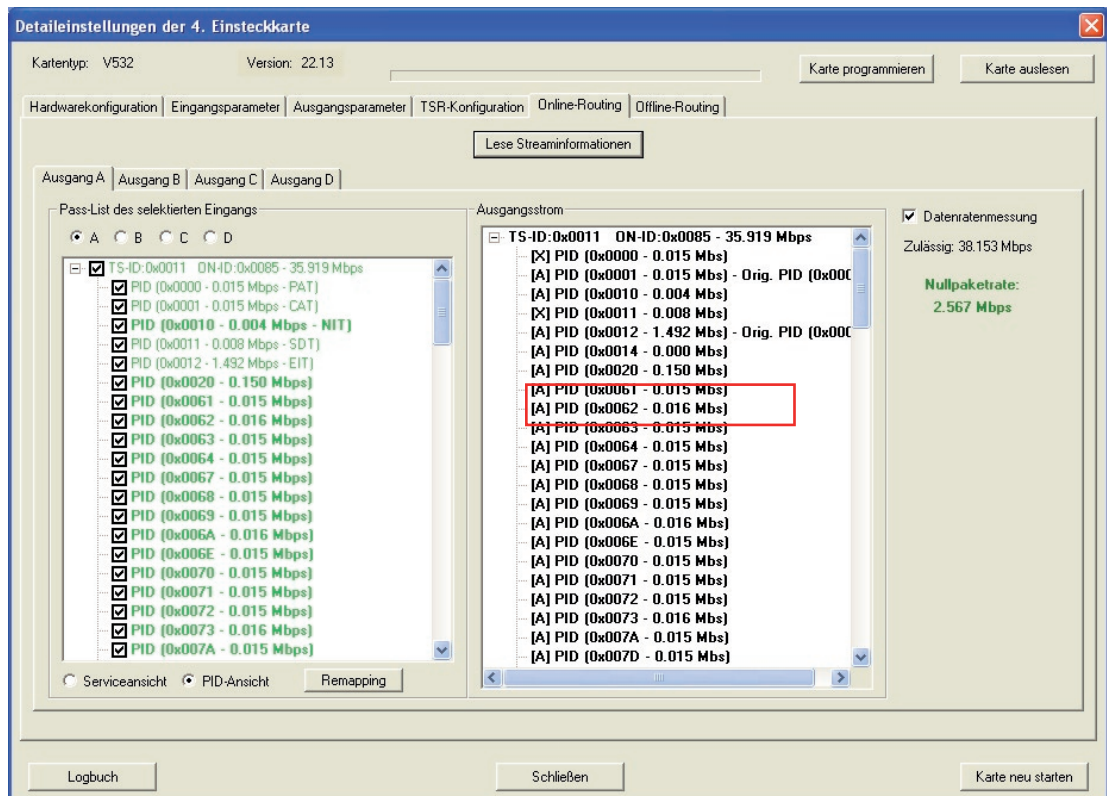 Detaileinstellungen der 4. Einsteckkarte
Kartentyp: V532 Version: 22.13 Karte programmieren Karte auslesen
Hardwarekonfiguration Eingangsparameter Ausgangsparameter TSR-Konfiguration Online-Routing Offline-Routing
Lese Streaminformationen
Ausgang A Ausgang B Ausgang C Ausgang D
Pass-List des selektierten Eingangs
A B C D
TS-ID:0x0011 ON-ID:0x0085 - 35.919 Mbps
PID (0x0000 - 0.015 Mbps - PAT)
PID (0x0001 - 0.015 Mbps - CAT)
PID (0x0010 - 0.004 Mbps - NIT)
PID (0x0011 - 0.008 Mbps - SDT)
PID (0x0012 - 1.492 Mbps - EIT)
PID (0x0020 - 0.150 Mbps)
PID (0x0061 - 0.015 Mbps)
PID (0x0062 - 0.016 Mbps)
PID (0x0063 - 0.015 Mbps)
PID (0x0064 - 0.015 Mbps)
PID (0x0067 - 0.015 Mbps)
PID (0x0068 - 0.015 Mbps)
PID (0x0069 - 0.015 Mbps)
PID (0x006A - 0.016 Mbps)
PID (0x006E - 0.015 Mbps)
PID (0x0070 - 0.015 Mbps)
PID (0x0071 - 0.015 Mbps)
PID (0x0072 - 0.015 Mbps)
PID (0x0073 - 0.016 Mbps)
PID (0x007A - 0.015 Mbps)
Serviceansicht PID-Ansicht Remapping
Ausgangsstrom
TS-ID:0x0011 ON-ID:0x0085 - 35.919 Mbps
[X] PID (0x0000 - 0.015 Mbs)
[A] PID (0x0001 - 0.015 Mbs) - Orig. PID (0x000
[A] PID (0x0010 - 0.004 Mbs)
[X] PID (0x0011 - 0.008 Mbs)
[A] PID (0x0012 - 1.492 Mbs) - Orig. PID (0x000
[A] PID (0x0014 - 0.000 Mbs)
[A] PID (0x0020 - 0.150 Mbs)
[A] PID (0x0061 - 0.015 Mbs)
[A] PID (0x0062 - 0.016 Mbs)
[A] PID (0x0063 - 0.015 Mbs)
[A] PID (0x0064 - 0.015 Mbs)
[A] PID (0x0067 - 0.015 Mbs)
[A] PID (0x0068 - 0.015 Mbs)
[A] PID (0x0069 - 0.015 Mbs)
[A] PID (0x006A - 0.016 Mbs)
[A] PID (0x006E - 0.015 Mbs)
[A] PID (0x0070 - 0.015 Mbs)
[A] PID (0x0071 - 0.015 Mbs)
[A] PID (0x0072 - 0.015 Mbs)
[A] PID (0x0073 - 0.016 Mbs)
[A] PID (0x007A - 0.015 Mbs)
[A] PID (0x007D - 0.015 Mbs)
Datenratenmessung
Zulässig: 38.153 Mbps
Nullpaketrate:
2.567 Mbps
Logbuch Schließen Karte neu starten